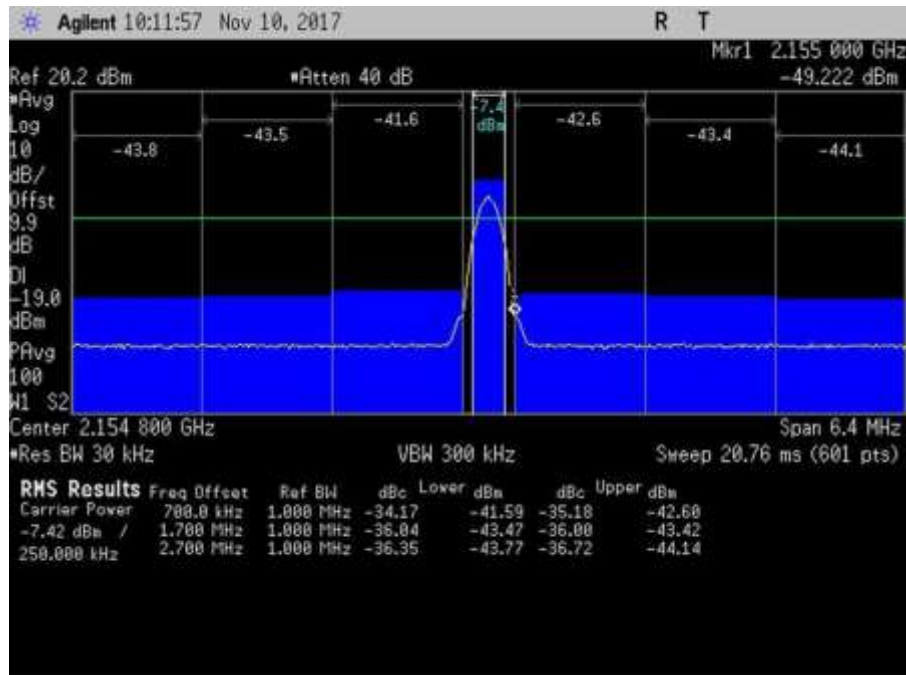 Agilent 10:11:57 Nov 10, 2017 R T
Mkr1 2.155 000 GHz
Ref 20.2 dBm #Atten 40 dB -49.222 dBm
#Avg
Log
10
dB/
Offst
9.9
dB
DI
-19.0
dBm
PAvg
100
W1 S2
-43.8 -43.5 -41.6 -7.4 dBm -42.6 -43.4 -44.1
Center 2.154 800 GHz Span 6.4 MHz
#Res BW 30 kHz VBW 300 kHz Sweep 20.76 ms (601 pts)
RMS Results Freq Offset Ref BW dBc Lower dBm dBc Upper dBm
Carrier Power 700.0 kHz 1.000 MHz -34.17 -41.59 -35.18 -42.60
-7.42 dBm / 1.700 MHz 1.000 MHz -36.04 -43.47 -36.00 -43.42
250.000 kHz 2.700 MHz 1.000 MHz -36.35 -43.77 -36.72 -44.14